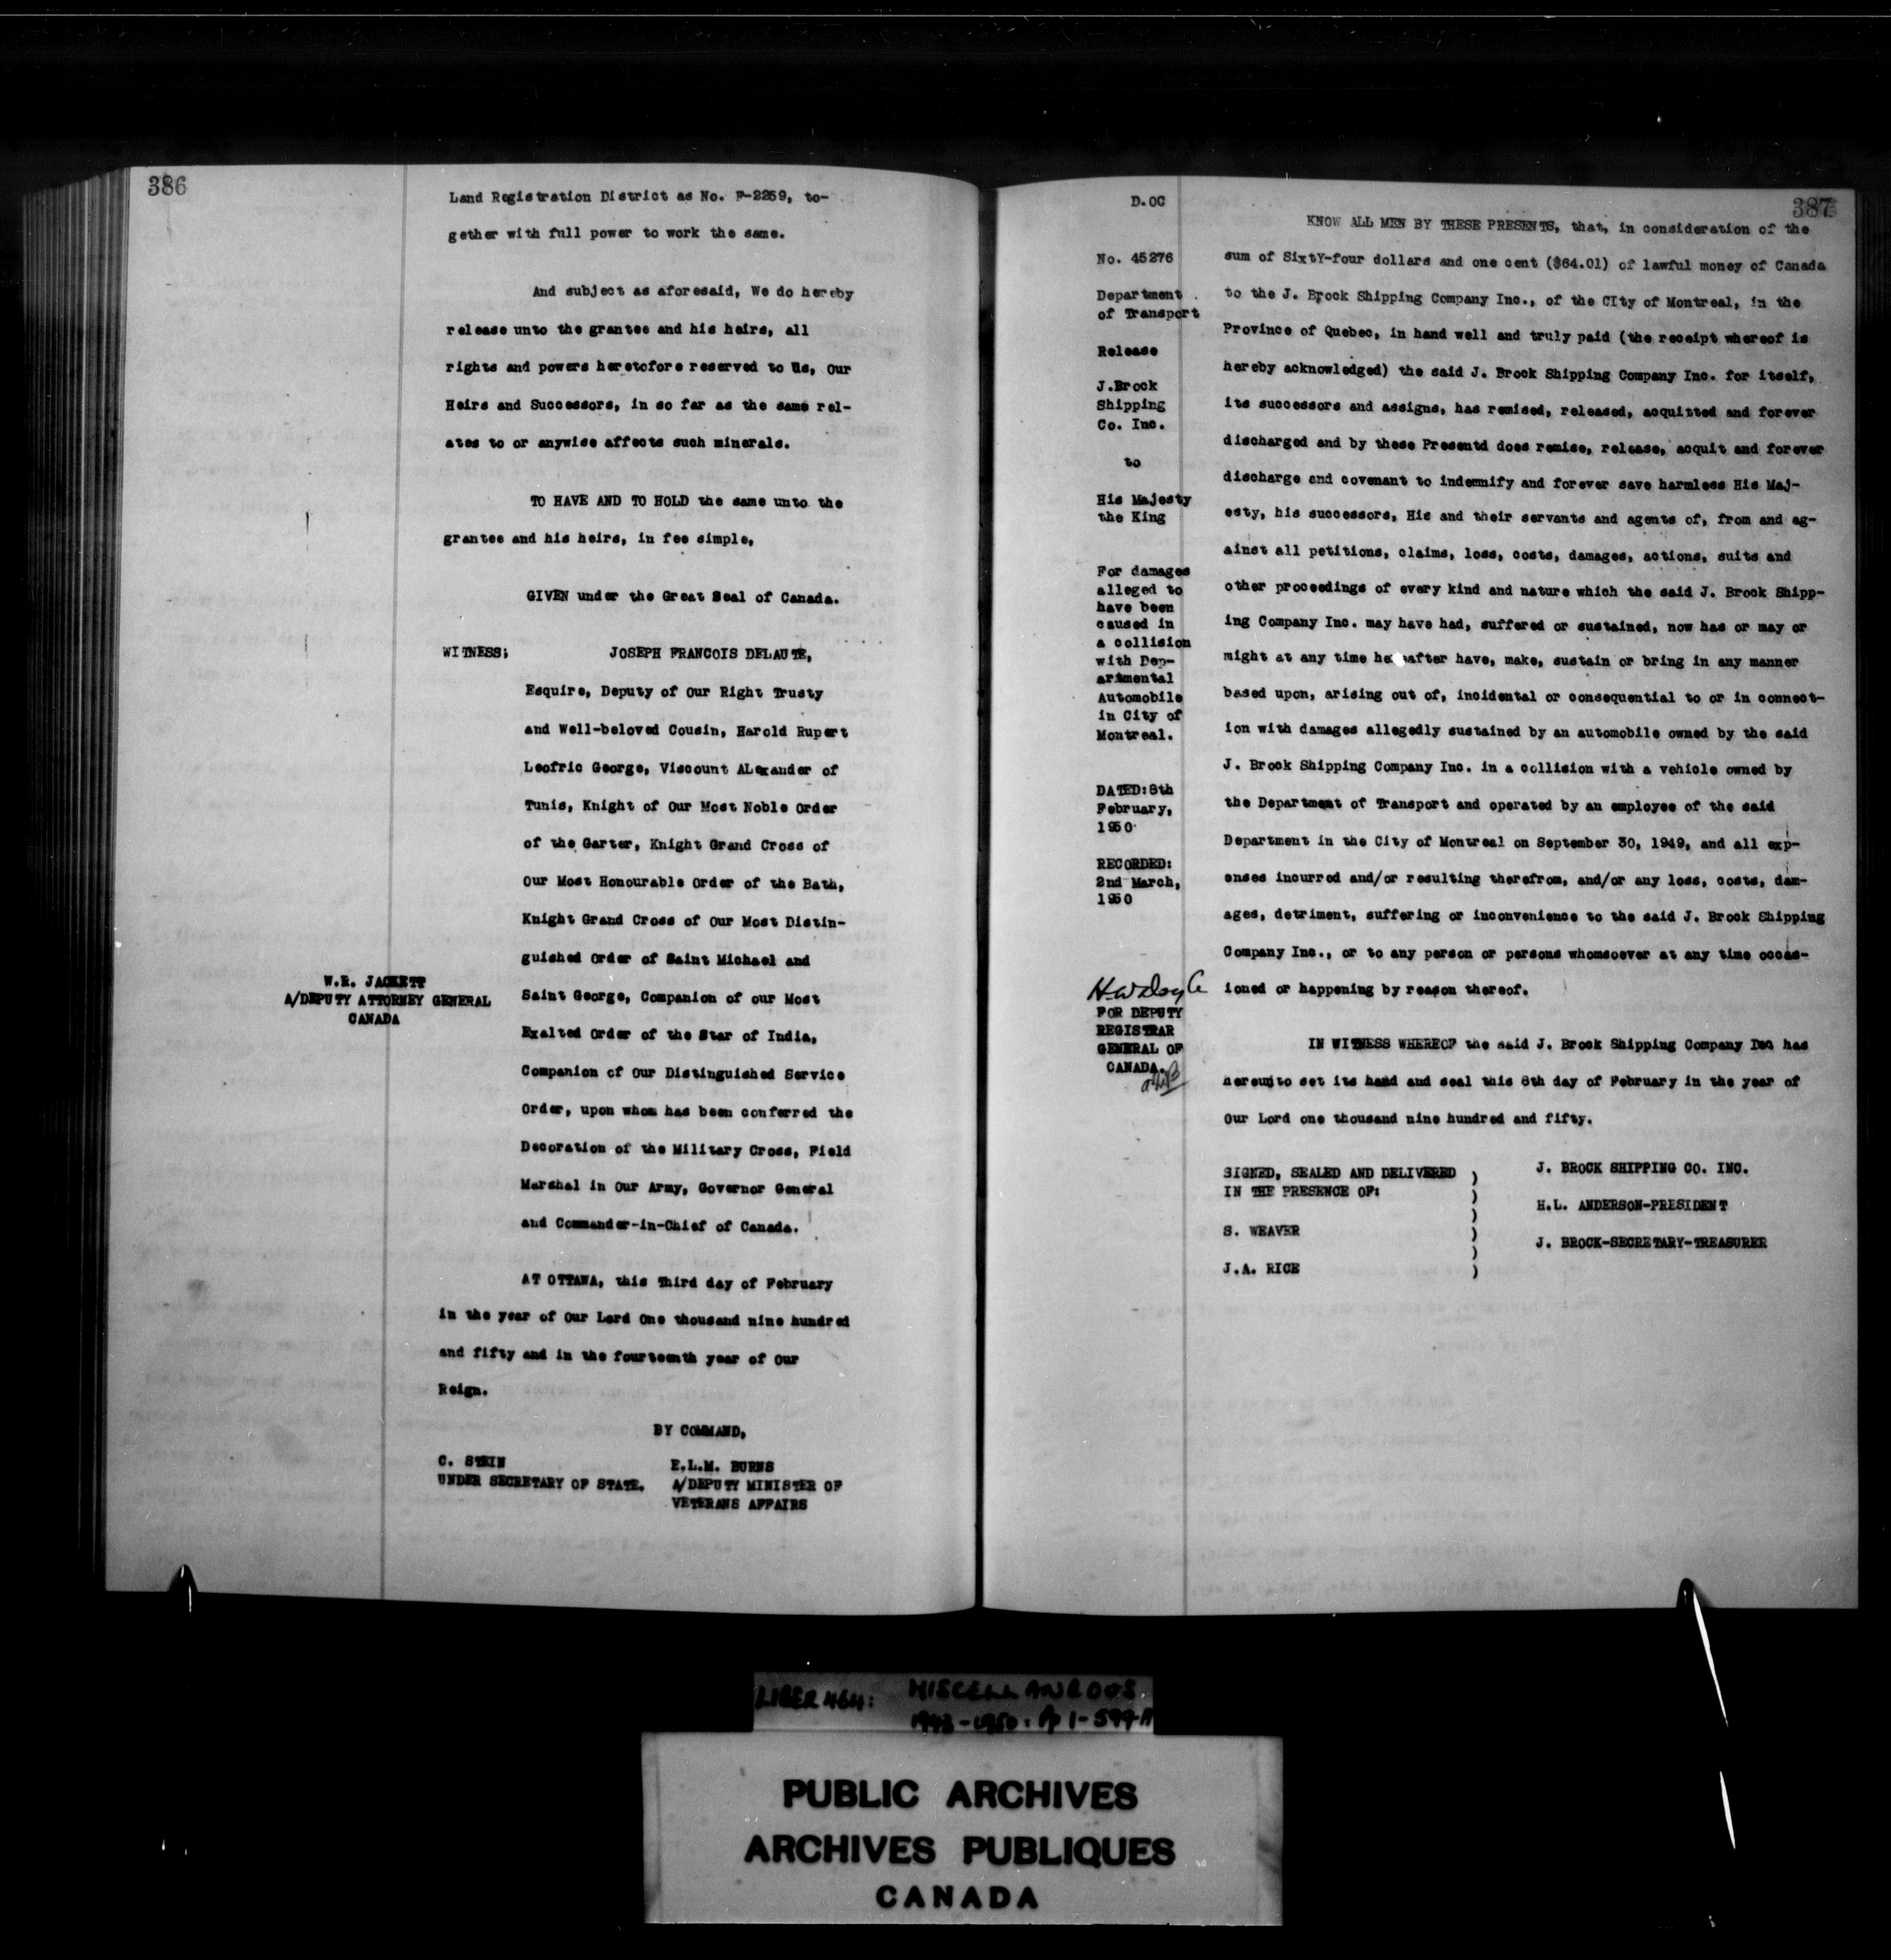 386
Land Registration District as No. F-2259, to-
gether with full power to work the same.
And subject as aforesaid, We do hereby
release unto the grantee and his heirs, all
rights and powers heretofore reserved to Us, Our
Heirs and Successors, in so far as the same rel-
ates to or anywise affects such minerals.
TO HAVE AND TO HOLD the same unto the
grantee and his heirs, in fee simple,
GIVEN under the Great Seal of Canada.
WITNESS; JOSEPH FRANCOIS DELAUTE,
Esquire, Deputy of Our Right Trusty
and Well-beloved Cousin, Harold Rupert
Leofric George, Viscount ALexander of
Tunis, Knight of Our Most Noble Order
of the Garter, Knight Grand Cross of
Our Most Honourable Order of the Bath,
Knight Grand Cross of Our Most Distin-
guished Order of Saint Michael and
Saint George, Companion of our Most
Exalted Order of the Star of India,
Companion of Our Distinguished Service
Order, upon whom has been conferred the
Decoration of the Military Cross, Field
Marshal in Our Army, Governor General
and Commander-in-Chief of Canada.
W.R. JACKETT
A/DEPUTY ATTORNEY GENERAL
CANADA
AT OTTAWA, this Third day of February
in the year of Our Lord One thousand nine hundred
and fifty and in the fourteenth year of Our
Reign.
BY COMMAND,
C. STEIN
UNDER SECRETARY OF STATE.
E.L.M. BURNS
A/DEPUTY MINISTER OF
VETERANS AFFAIRS
387
D.OC
No. 45276
Department
of Transport
Release
J.Brock
Shipping
Co. Inc.
to
His Majesty
the King
For damages
alleged to
have been
caused in
a collision
with Dep-
artmental
Automobile
in City of
Montreal.
DATED:8th
February,
1950
RECORDED:
2nd March,
1950
H W Doyle
FOR DEPUTY
REGISTRAR
GENERAL OF
CANADA.
KNOW ALL MEN BY THESE PRESENTS, that, in consideration of the
sum of SixtY-four dollars and one cent ($64.01) of lawful money of Canada
to the J. Brock Shipping Company Inc., of the CIty of Montreal, in the
Province of Quebec, in hand well and truly paid (the receipt whereof is
hereby acknowledged) the said J. Brock Shipping Company Inc. for itself,
its successors and assigns, has remised, released, acquitted and forever
discharged and by these Presentd does remise, release, acquit and forever
discharge and covenant to indemnify and forever save harmless His Maj-
esty, his successors, His and their servants and agents of, from and ag-
ainst all petitions, claims, loss, costs, damages, actions, suits and
other proceedings of every kind and nature which the said J. Brock Shipp-
ing Company Inc. may have had, suffered or sustained, now has or may or
might at any time hereafter have, make, sustain or bring in any manner
based upon, arising out of, incidental or consequential to or in connect-
ion with damages allegedly sustained by an automobile owned by the said
J. Brock Shipping Company Inc. in a collision with a vehicle owned by
the Department of Transport and operated by an employee of the said
Department in the City of Montreal on September 30, 1949, and all exp-
enses incurred and/or resulting therefrom, and/or any loss, costs, dam-
ages, detriment, suffering or inconvenience to the said J. Brock Shipping
Company Inc., or to any person or persons whomsoever at any time occas-
ioned or happening by reason thereof.
IN WITNESS WHEREOF the said J. Brock Shipping Company Inc has
hereunto set its hand and seal this 8th day of February in the year of
Our Lord one thousand nine hundred and fifty.
SIGNED, SEALED AND DELIVERED )
IN THE PRESENCE OF: )
S. WEAVER )
J.A. RICE )
J. BROCK SHIPPING CO. INC.
H.L. ANDERSON-PRESIDENT
J. BROCK-SECRETARY-TREASURER
LIBER 464: MISCELLANEOUS.
1943-1950. Pp 1-599A
PUBLIC ARCHIVES
ARCHIVES PUBLIQUES
CANADA